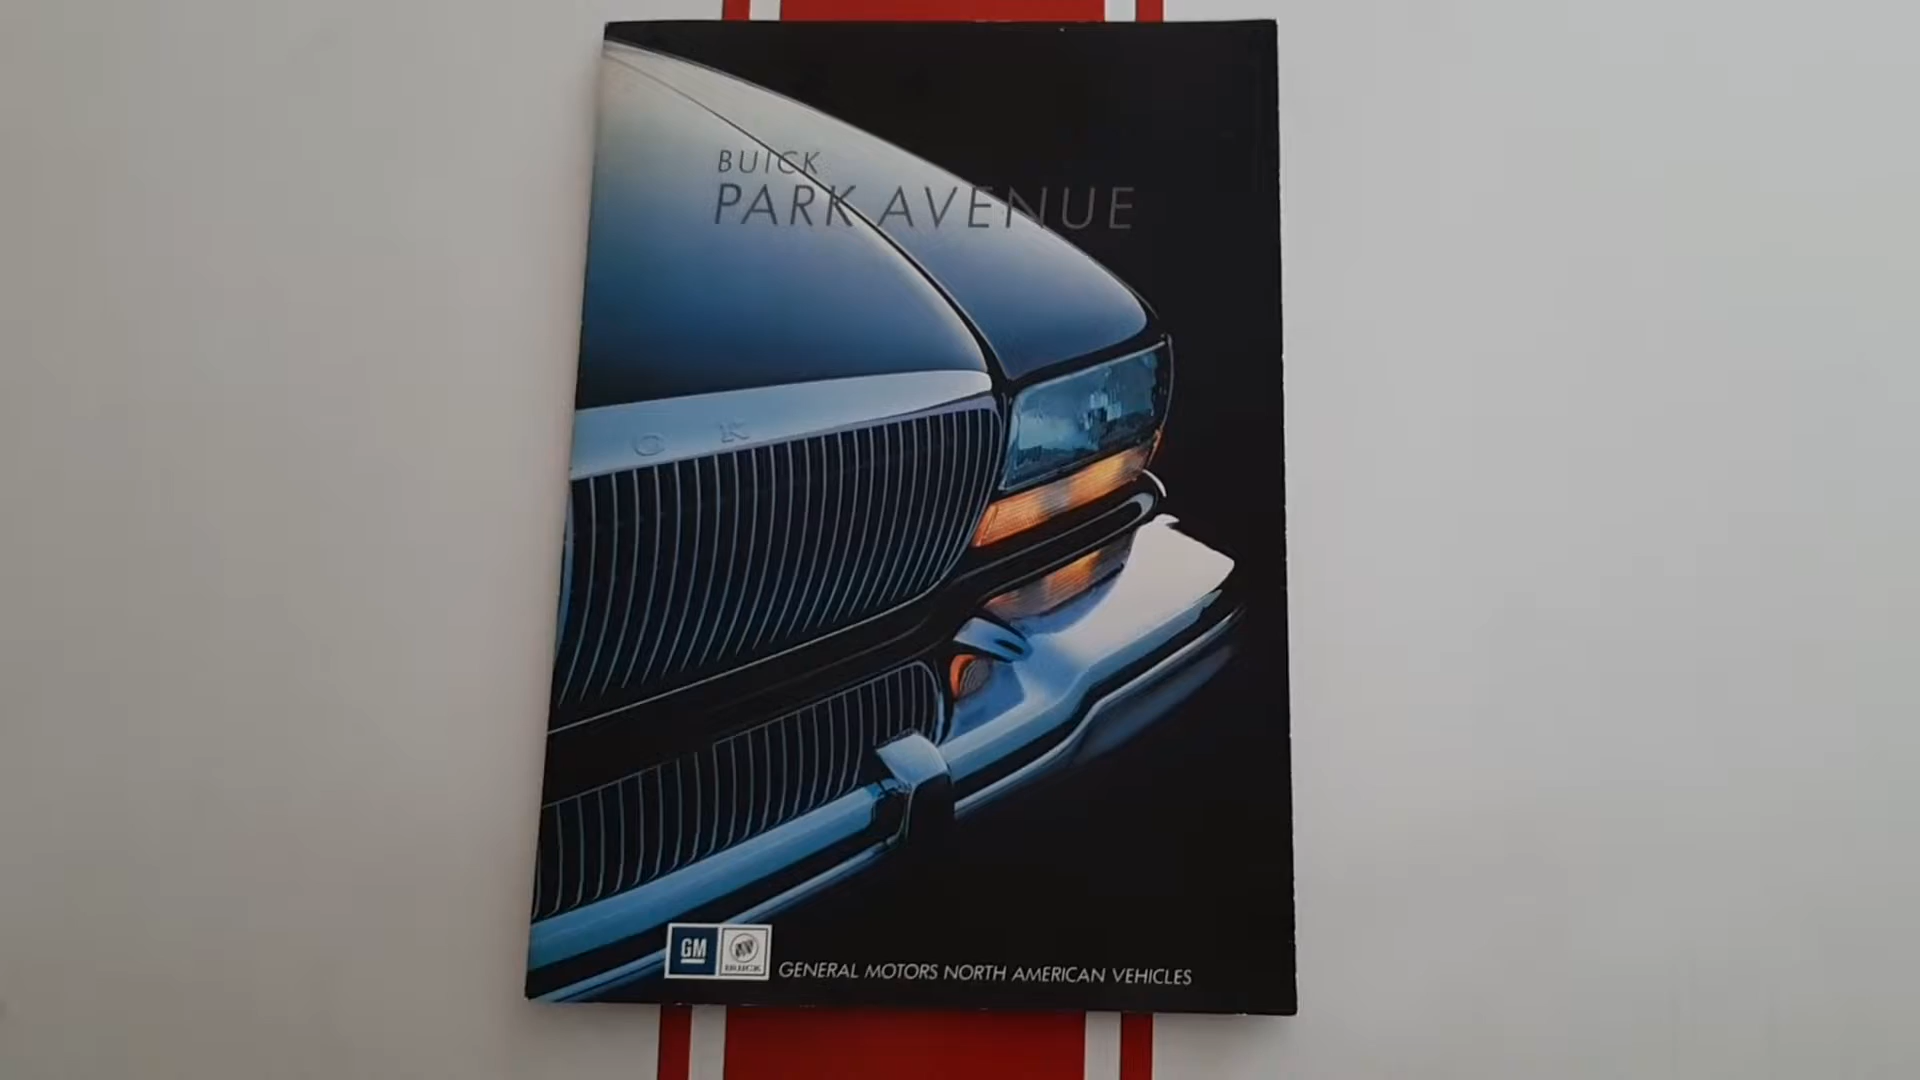 BUICK
PARK AVENUE
C K
GM
BUICK
GENERAL MOTORS NORTH AMERICAN VEHICLES